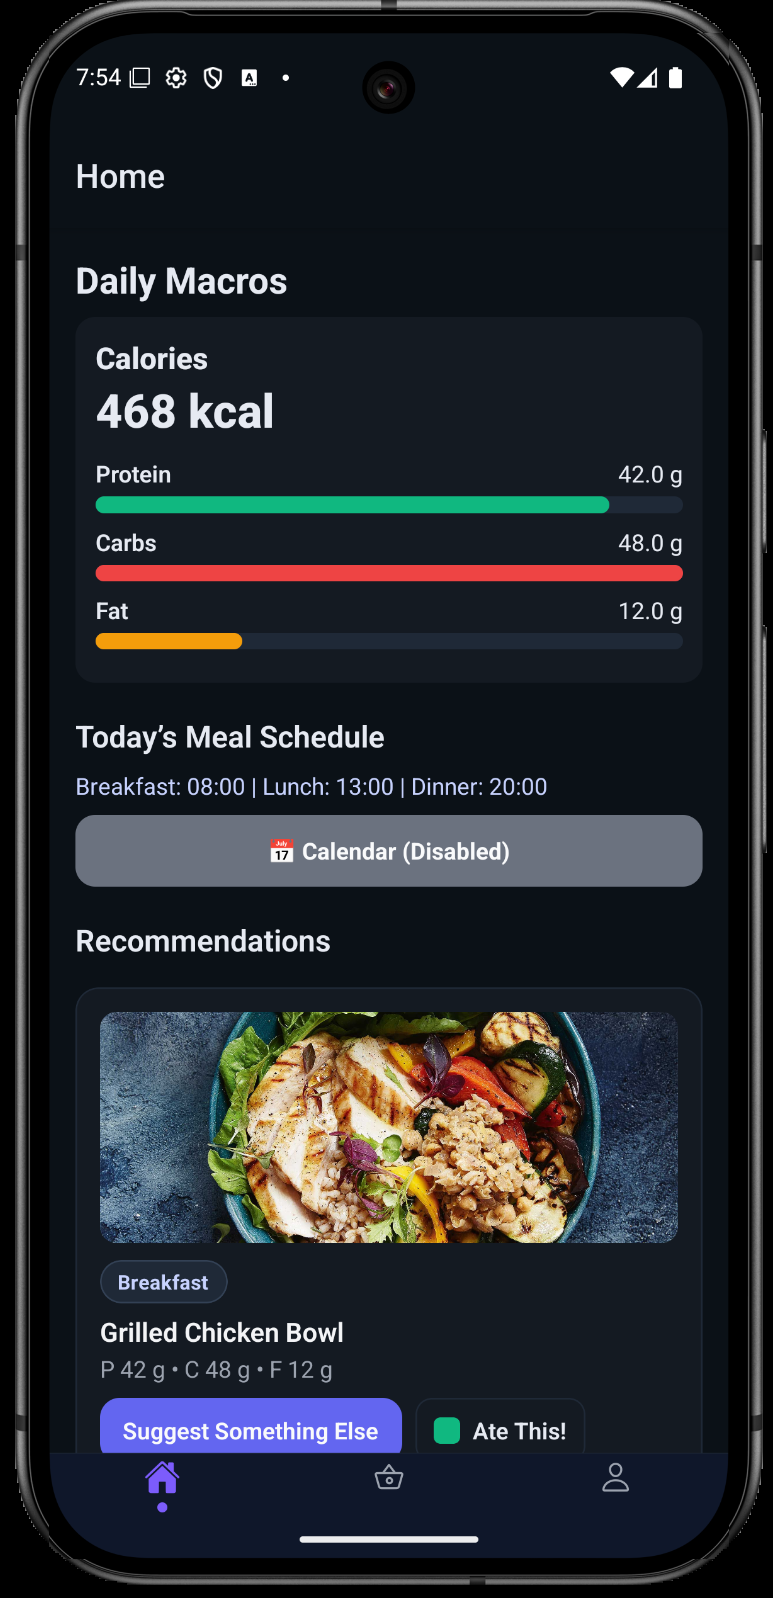 7:54
Home
Daily Macros
Calories
468 kcal
Protein 42.0 g
Carbs 48.0 g
Fat 12.0 g
Today’s Meal Schedule
Breakfast: 08:00 | Lunch: 13:00 | Dinner: 20:00
📅 Calendar (Disabled)
Recommendations
Breakfast
Grilled Chicken Bowl
P 42 g • C 48 g • F 12 g
Suggest Something Else
Ate This!